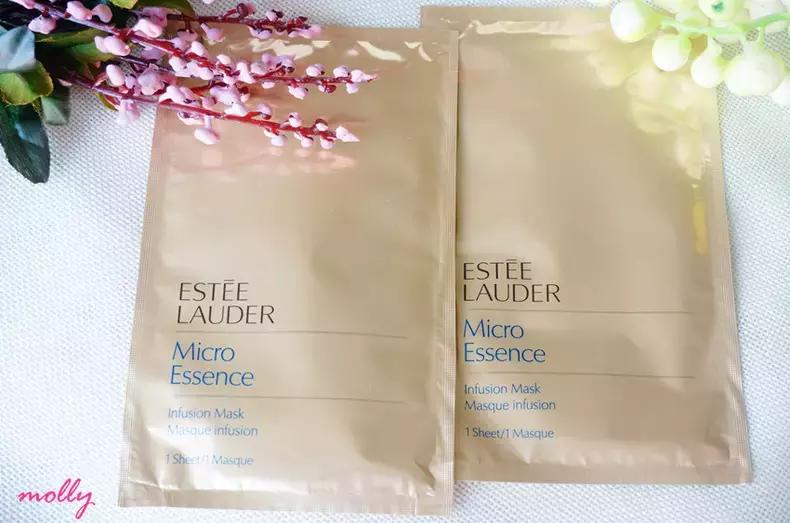 ESTĒE
LAUDER
Micro
Essence
Infusion Mask
Masque infusion
1 Sheet/1 Masque
ESTĒE
LAUDER
Micro
Essence
Infusion Mask
Masque infusion
1 Sheet/1 Masque
molly